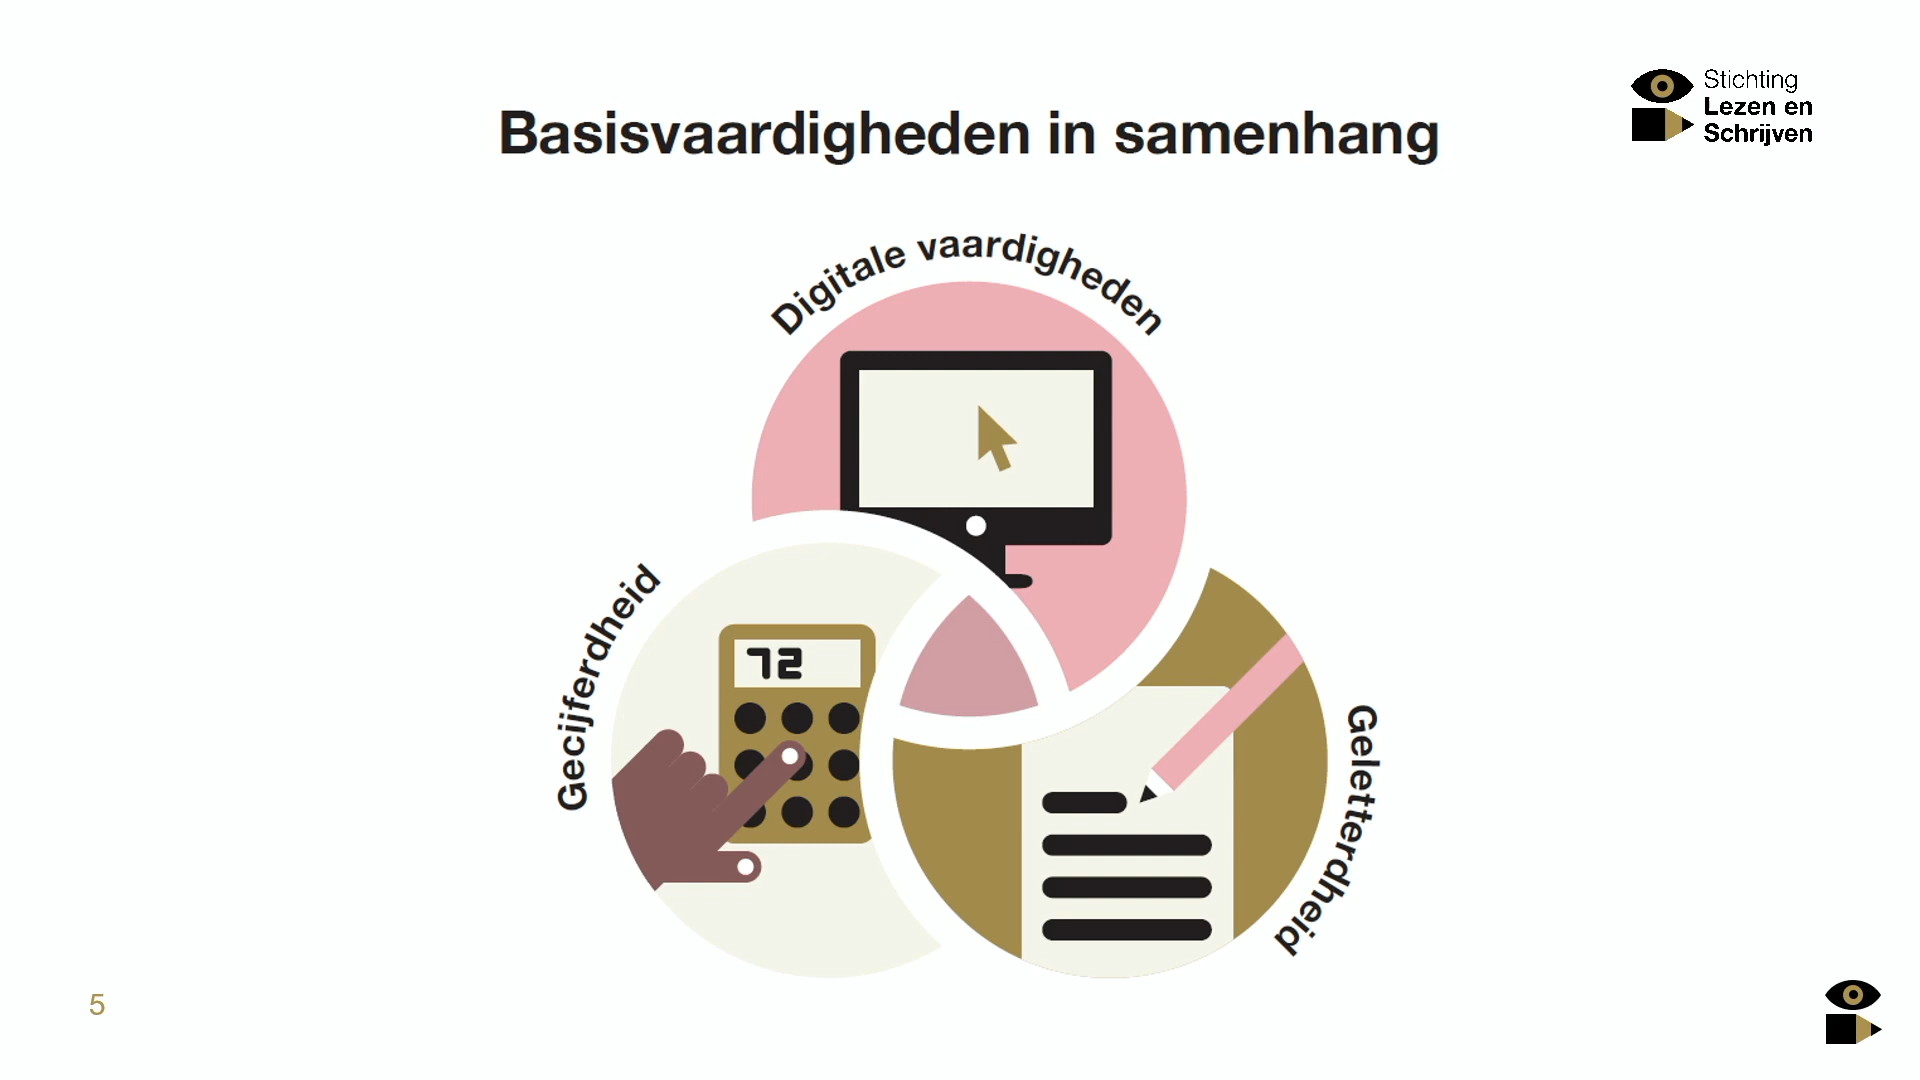 Stichting
Lezen en
Schrijven
Basisvaardigheden in samenhang
Digitale vaardigheden
Gecijferdheid
72
Geletterdheid
5